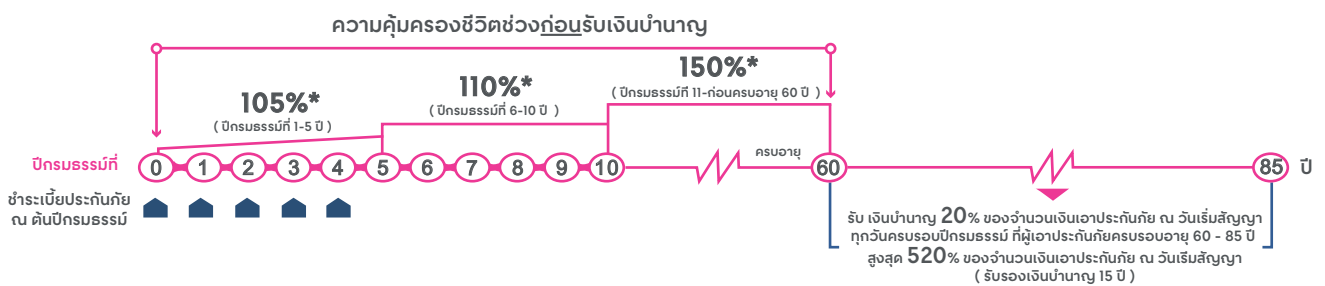 ความคุ้มครองชีวิตช่วงก่อนรับเงินบำนาญ
150%*
( ปีกรมธรรม์ที่ 11-ก่อนครบอายุ 60 ปี )
110%*
( ปีกรมธรรม์ที่ 6-10 ปี )
105%*
( ปีกรมธรรม์ที่ 1-5 ปี )
ปีกรมธรรม์ที่ 0 1 2 3 4 5 6 7 8 9 10 ครบอายุ 60 85 ปี
ชำระเบี้ยประกันภัย
ณ ต้นปีกรมธรรม์
รับ เงินบำนาญ 20% ของจำนวนเงินเอาประกันภัย ณ วันเริ่มสัญญา
ทุกวันครบรอบปีกรมธรรม์ ที่ผู้เอาประกันภัยครบรอบอายุ 60 - 85 ปี
สูงสุด 520% ของจำนวนเงินเอาประกันภัย ณ วันเริ่มสัญญา
( รับรองเงินบำนาญ 15 ปี )